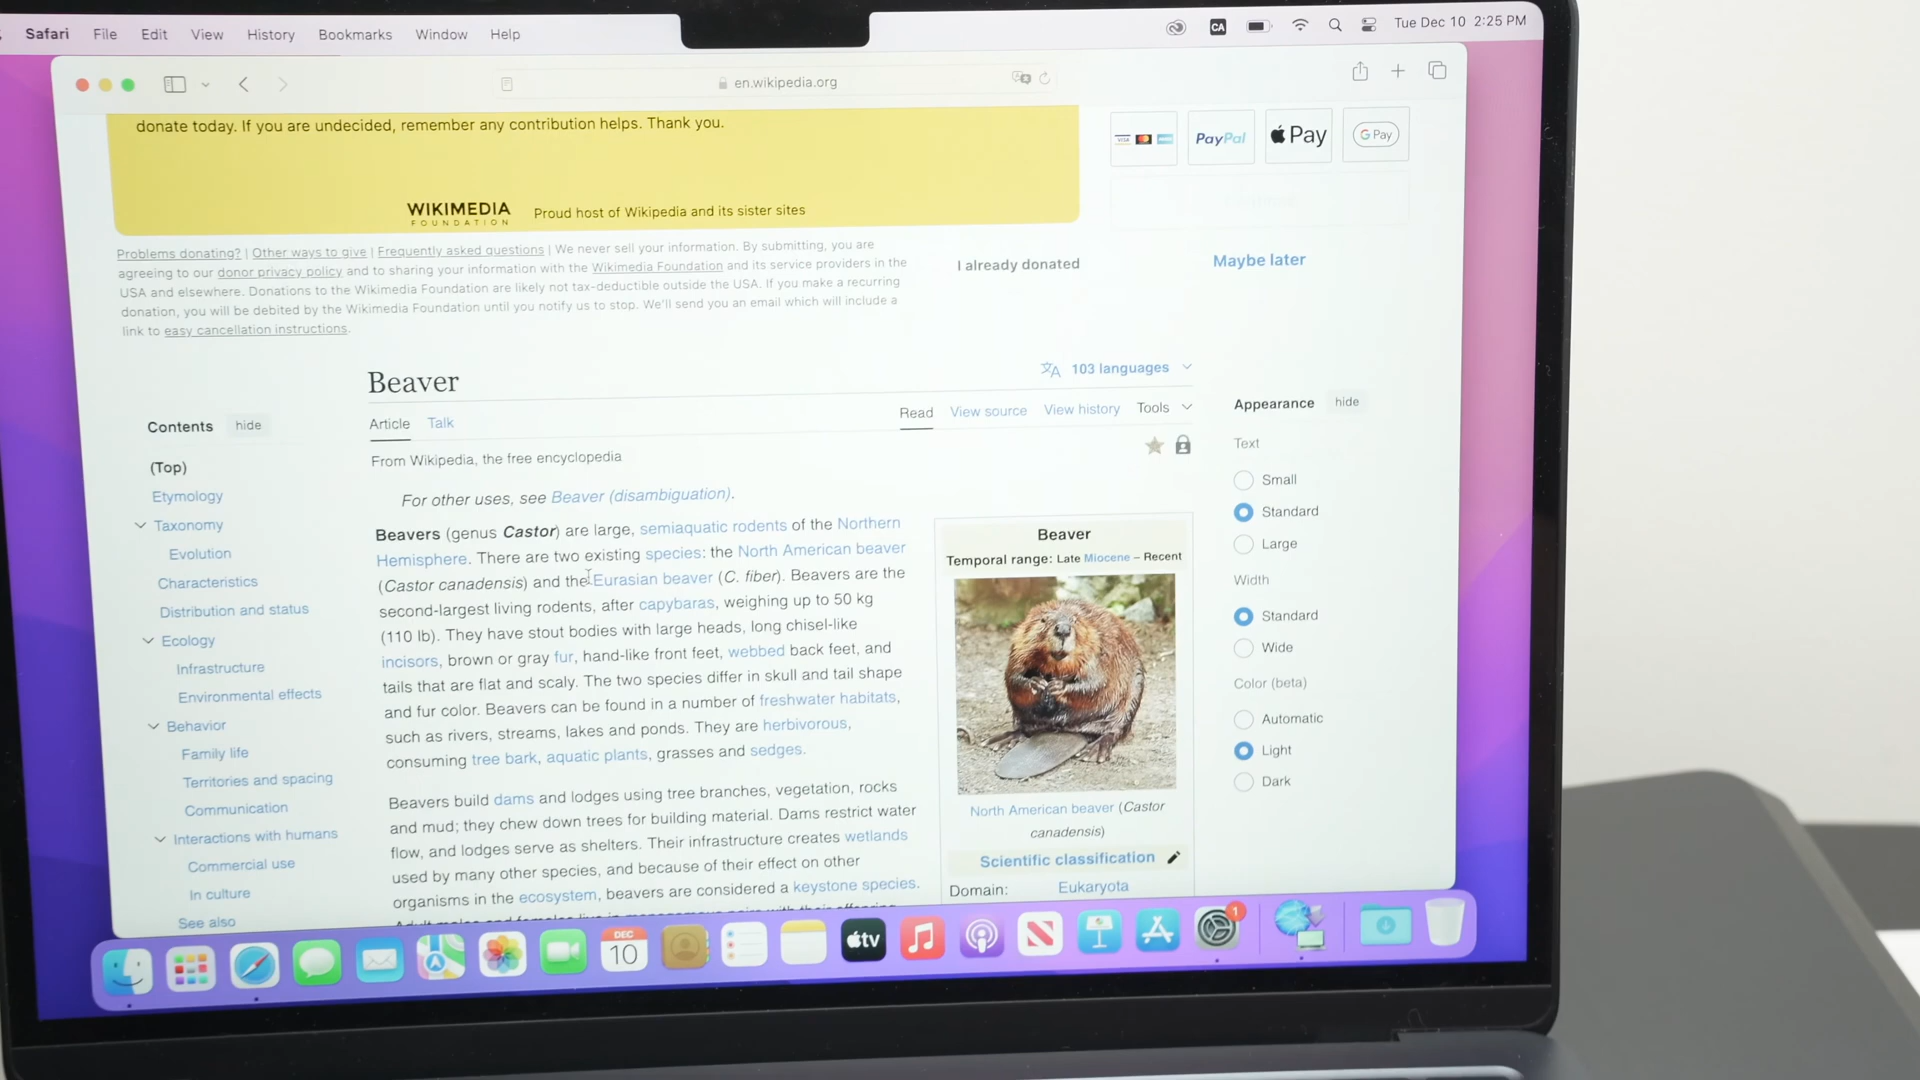 Safari File Edit View History Bookmarks Window Help
CA
Tue Dec 10 2:25 PM
en.wikipedia.org
donate today. If you are undecided, remember any contribution helps. Thank you.
WIKIMEDIA
FOUNDATION
Proud host of Wikipedia and its sister sites
VISA
PayPal
Pay
G Pay
Problems donating? | Other ways to give | Frequently asked questions | We never sell your information. By submitting, you are
agreeing to our donor privacy policy and to sharing your information with the Wikimedia Foundation and its service providers in the
USA and elsewhere. Donations to the Wikimedia Foundation are likely not tax-deductible outside the USA. If you make a recurring
donation, you will be debited by the Wikimedia Foundation until you notify us to stop. We'll send you an email which will include a
link to easy cancellation instructions.
I already donated
Maybe later
Beaver
103 languages
Article Talk
Read View source View history Tools
From Wikipedia, the free encyclopedia
Contents hide
(Top)
Etymology
Taxonomy
Evolution
Characteristics
Distribution and status
Ecology
Infrastructure
Environmental effects
Behavior
Family life
Territories and spacing
Communication
Interactions with humans
Commercial use
In culture
See also
For other uses, see Beaver (disambiguation).
Beavers (genus Castor) are large, semiaquatic rodents of the Northern
Hemisphere. There are two existing species: the North American beaver
(Castor canadensis) and the Eurasian beaver (C. fiber). Beavers are the
second-largest living rodents, after capybaras, weighing up to 50 kg
(110 lb). They have stout bodies with large heads, long chisel-like
incisors, brown or gray fur, hand-like front feet, webbed back feet, and
tails that are flat and scaly. The two species differ in skull and tail shape
and fur color. Beavers can be found in a number of freshwater habitats,
such as rivers, streams, lakes and ponds. They are herbivorous,
consuming tree bark, aquatic plants, grasses and sedges.
Beavers build dams and lodges using tree branches, vegetation, rocks
and mud; they chew down trees for building material. Dams restrict water
flow, and lodges serve as shelters. Their infrastructure creates wetlands
used by many other species, and because of their effect on other
organisms in the ecosystem, beavers are considered a keystone species.
Adult males and females live in monogamous pairs with their offspring.
Beaver
Temporal range: Late Miocene – Recent
North American beaver (Castor
canadensis)
Scientific classification
Domain: Eukaryota
Appearance hide
Text
Small
Standard
Large
Width
Standard
Wide
Color (beta)
Automatic
Light
Dark
DEC
10
tv
1